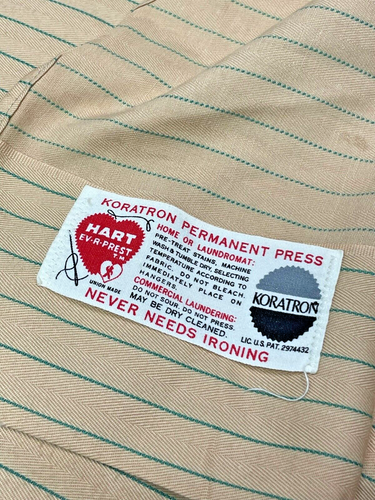 KORATRON PERMANENT PRESS
HART
EV-R-PREST
T.M.
UNION MADE
HOME OR LAUNDROMAT:
PRE-TREAT STAINS, MACHINE
WASH & TUMBLE DRY, SELECTING
TEMPERATURE ACCORDING TO
FABRIC. DO NOT BLEACH.
IMMEDIATELY PLACE ON
HANGERS.
COMMERCIAL LAUNDERING:
DO NOT SOUR. DO NOT PRESS.
MAY BE DRY CLEANED.
NEVER NEEDS IRONING
KORATRON
LIC. U.S. PAT. 2974432